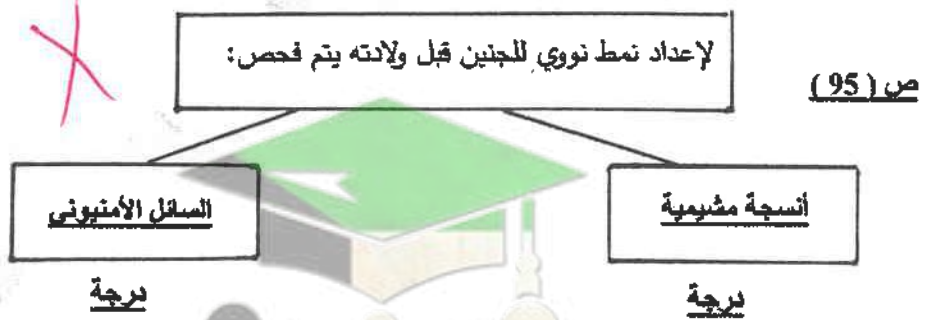 لإعداد نمط نووي للجنين قبل ولادته يتم فحص:
ص ( 95 )
أنسجة مشيمية
السائل الأمنيوني
درجة
درجة